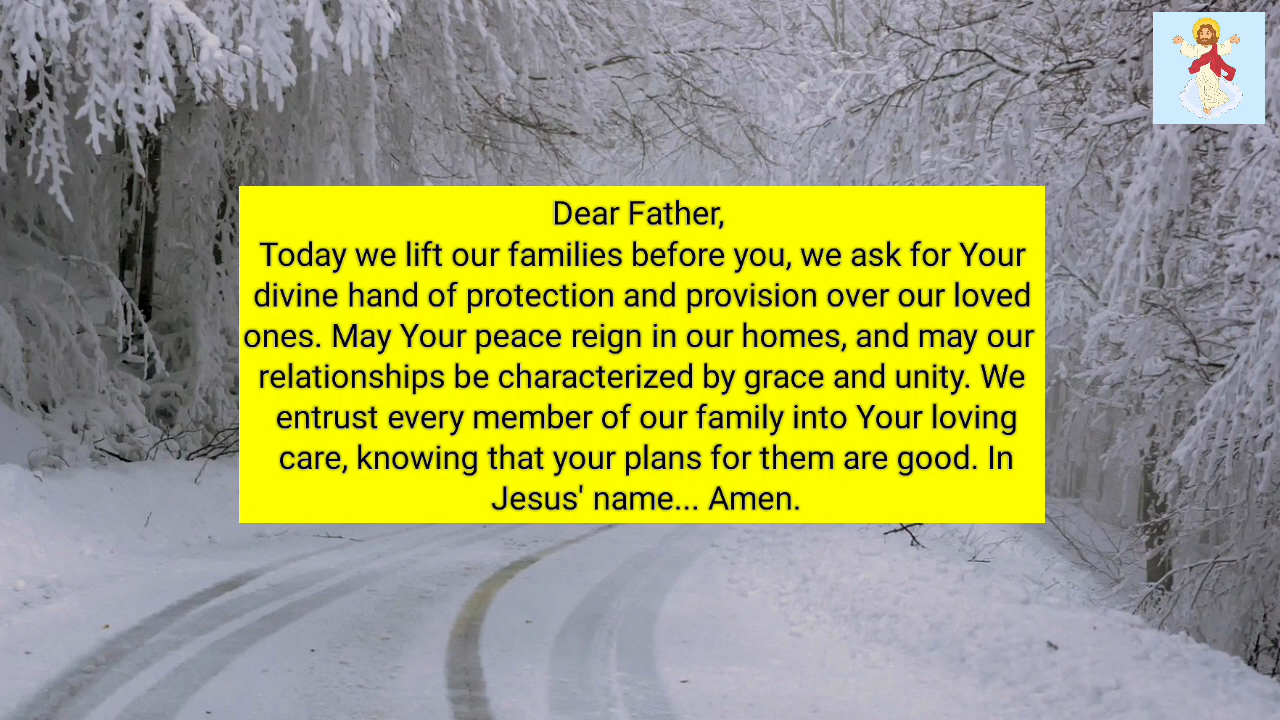 Dear Father,
Today we lift our families before you, we ask for Your
divine hand of protection and provision over our loved
ones. May Your peace reign in our homes, and may our
relationships be characterized by grace and unity. We
entrust every member of our family into Your loving
care, knowing that your plans for them are good. In
Jesus' name... Amen.